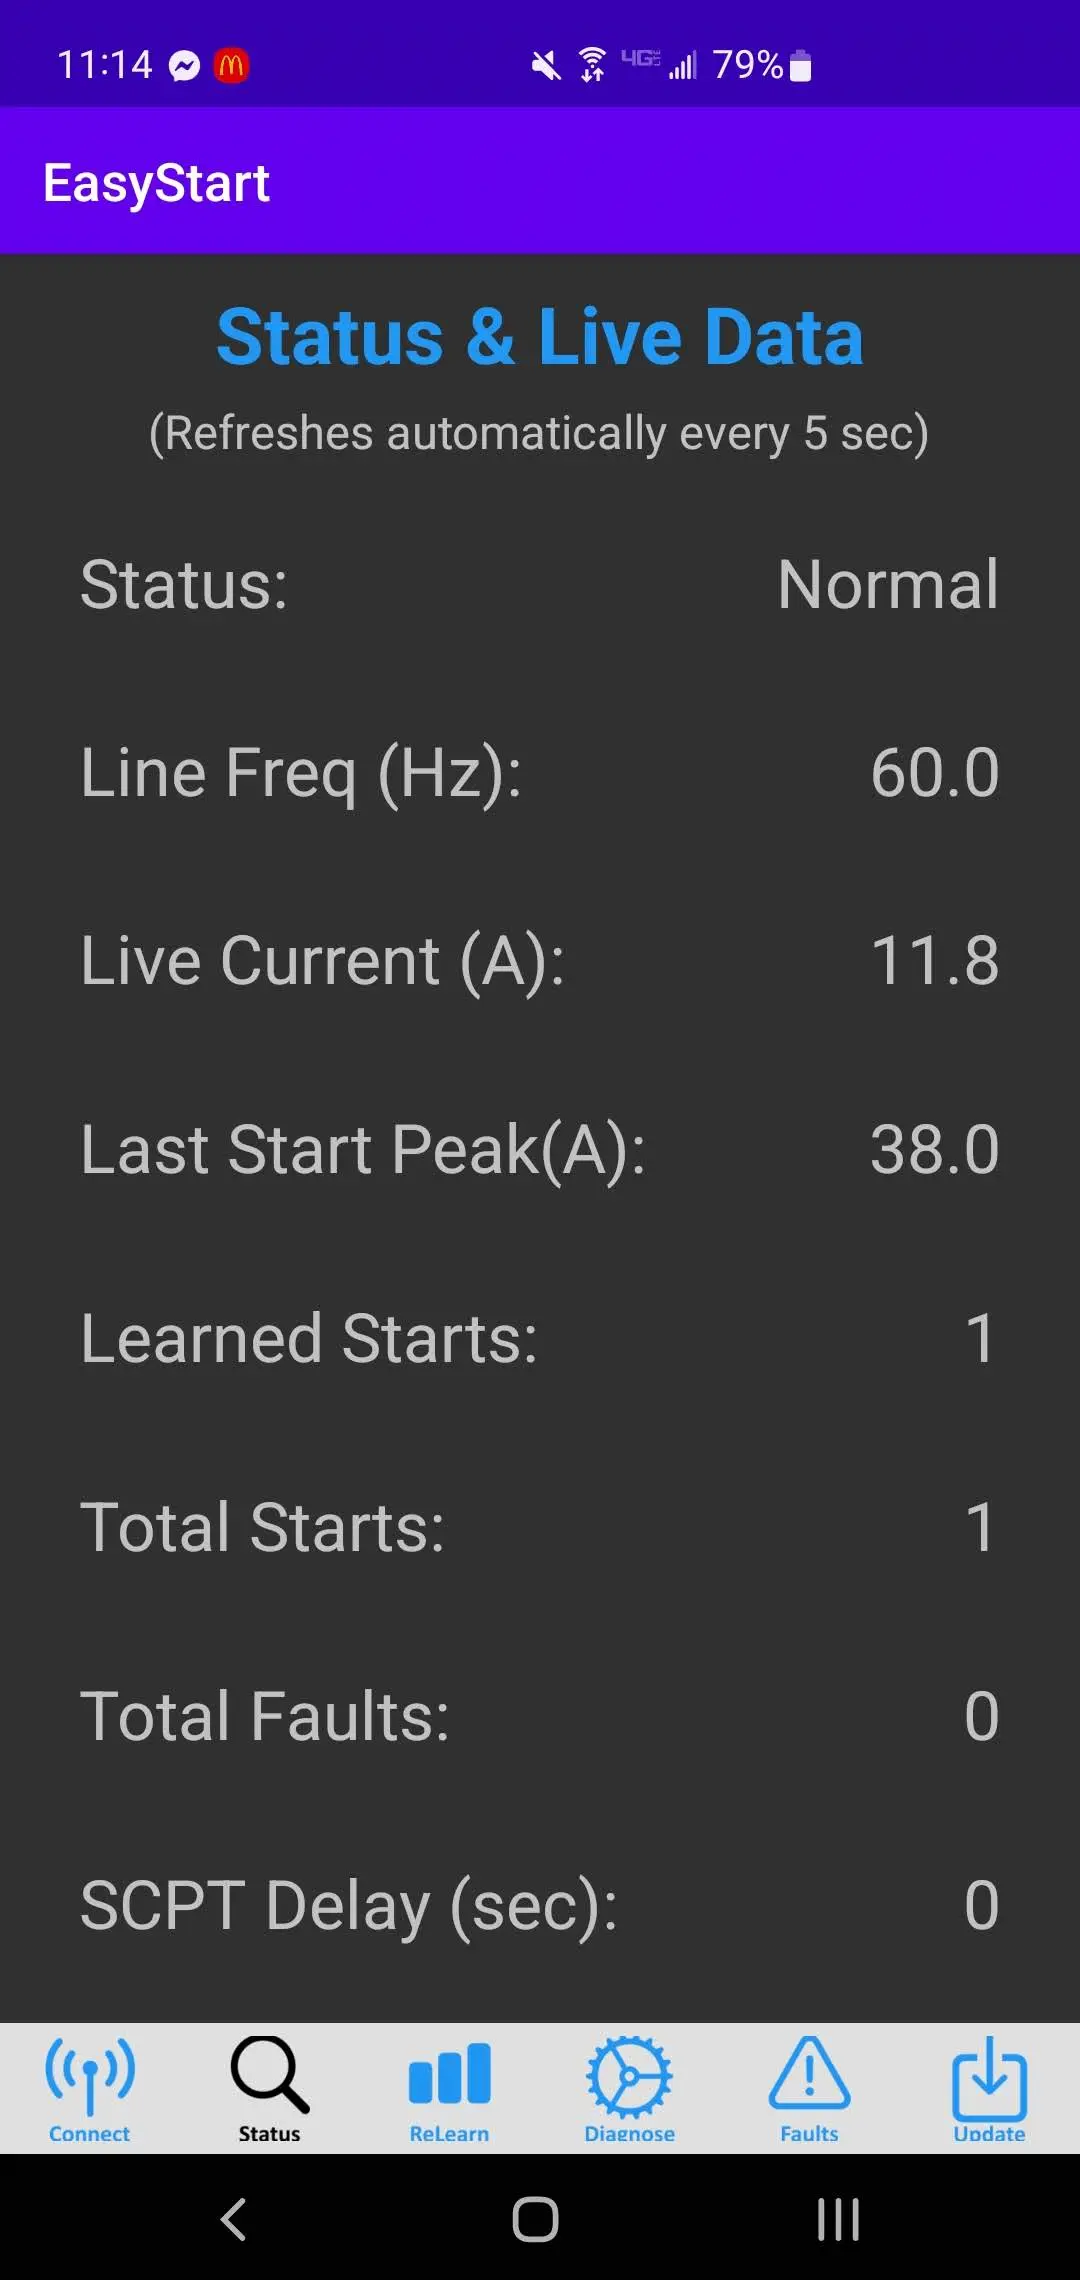 11:14 4G 79%
EasyStart
Status & Live Data
(Refreshes automatically every 5 sec)
Status: Normal
Line Freq (Hz): 60.0
Live Current (A): 11.8
Last Start Peak(A): 38.0
Learned Starts: 1
Total Starts: 1
Total Faults: 0
SCPT Delay (sec): 0
Connect Status ReLearn Diagnose Faults Update